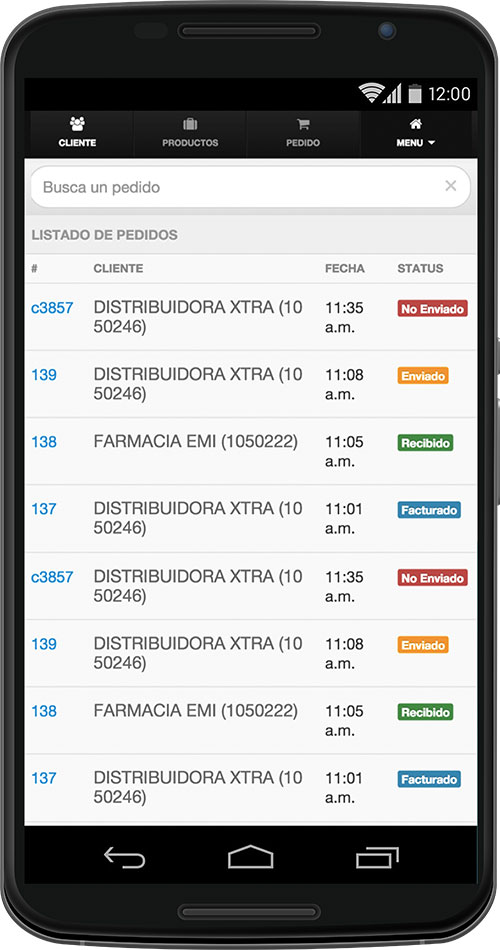 12:00
CLIENTE PRODUCTOS PEDIDO MENU
Busca un pedido ×
LISTADO DE PEDIDOS
# CLIENTE FECHA STATUS
c3857 DISTRIBUIDORA XTRA (10 11:35 No Enviado
50246) a.m.
139 DISTRIBUIDORA XTRA (10 11:08 Enviado
50246) a.m.
138 FARMACIA EMI (1050222) 11:05 Recibido
a.m.
137 DISTRIBUIDORA XTRA (10 11:01 Facturado
50246) a.m.
c3857 DISTRIBUIDORA XTRA (10 11:35 No Enviado
50246) a.m.
139 DISTRIBUIDORA XTRA (10 11:08 Enviado
50246) a.m.
138 FARMACIA EMI (1050222) 11:05 Recibido
a.m.
137 DISTRIBUIDORA XTRA (10 11:01 Facturado
50246) a.m.